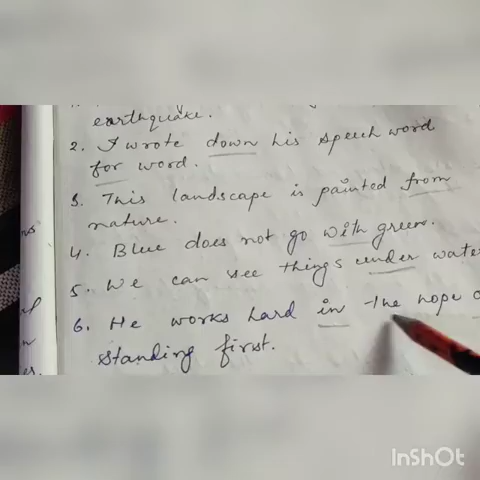 earthquake.
2. I wrote down his speech word
for word.
3. This landscape is painted from
nature.
4. Blue does not go with green.
5. We can see things under wate
6. He works hard in the hope o
standing first.
InShOt